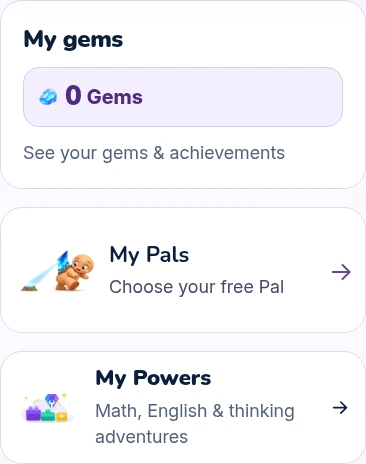 My gems
0 Gems
See your gems & achievements
My Pals
Choose your free Pal
My Powers
Math, English & thinking
adventures